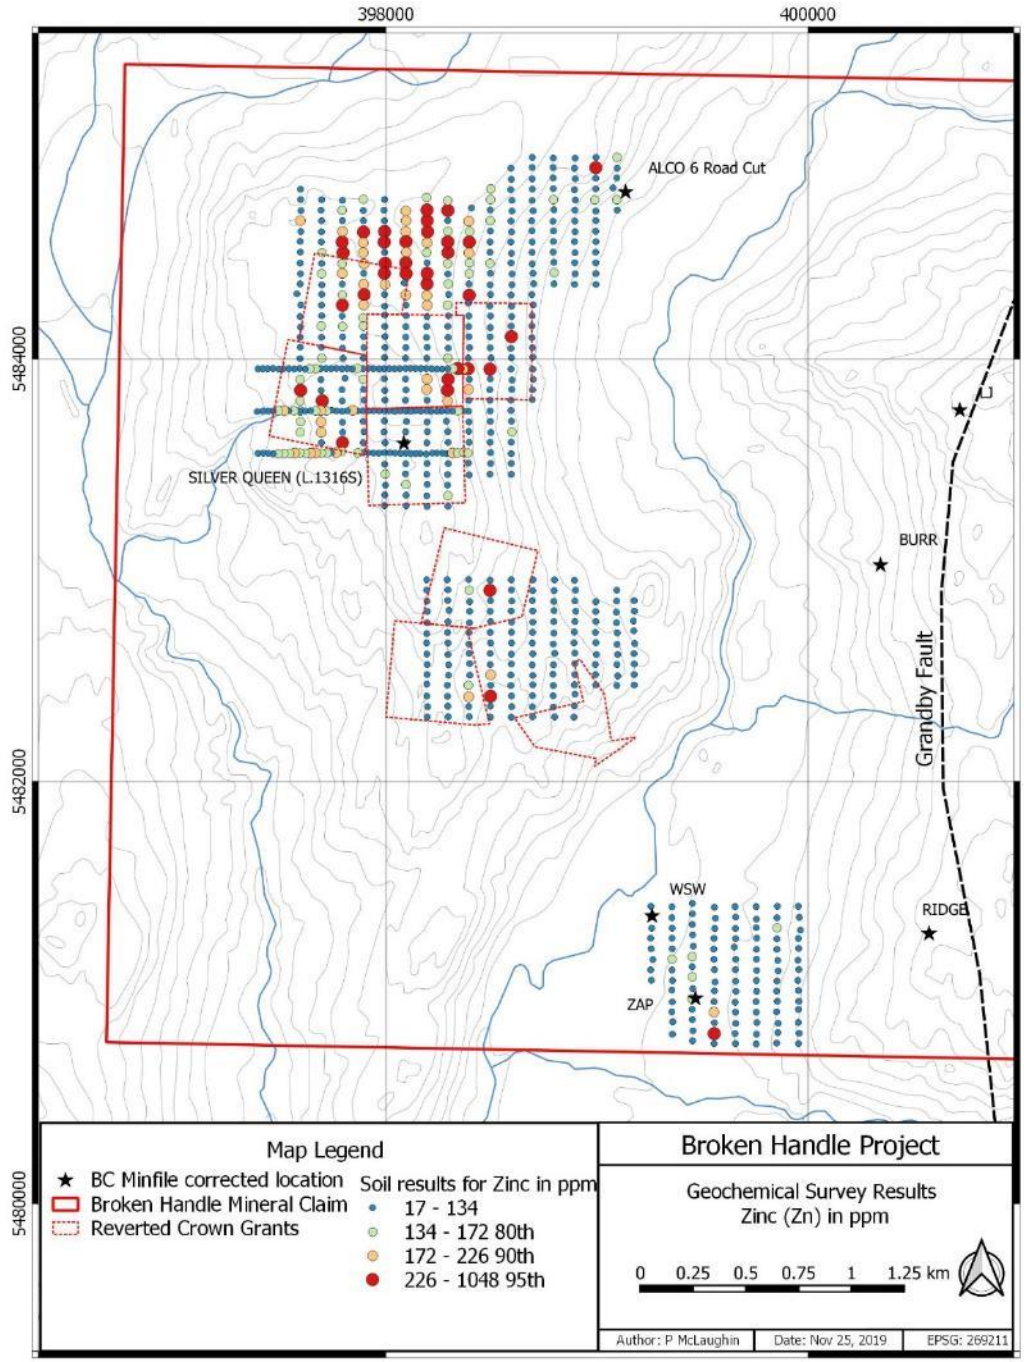 398000
400000
ALCO 6 Road Cut
5484000
SILVER QUEEN (L.1316S)
BURR
Grandby Fault
5482000
WSW
RIDGE
ZAP
5480000
Map Legend
BC Minfile corrected location
Broken Handle Mineral Claim
Reverted Crown Grants
Soil results for Zinc in ppm
17 - 134
134 - 172 80th
172 - 226 90th
226 - 1048 95th
Broken Handle Project
Geochemical Survey Results
Zinc (Zn) in ppm
0 0.25 0.5 0.75 1 1.25 km
Author: P McLaughin
Date: Nov 25, 2019
EPSG: 269211